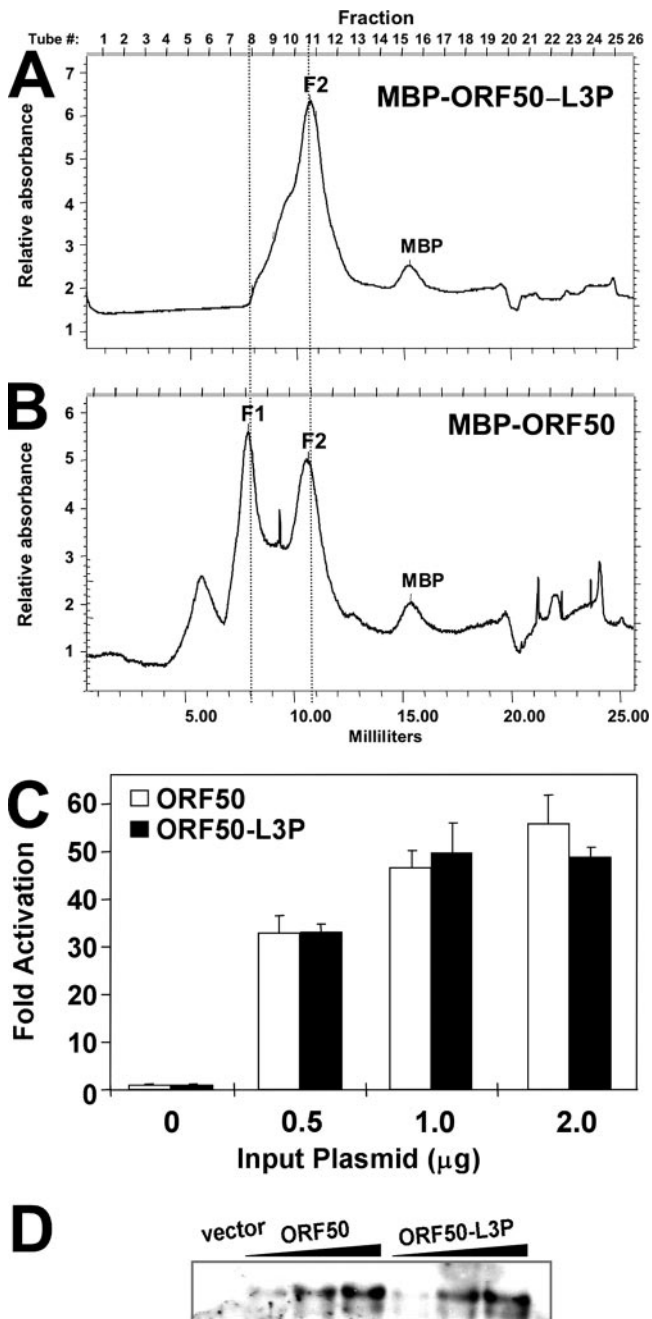 Fraction
Tube #: 1 2 3 4 5 6 7 8 9 10 11 12 13 14 15 16 17 18 19 20 21 22 23 24 25 26
A
7
6
5
4
3
2
1
Relative absorbance
F2
MBP-ORF50–L3P
MBP
B
6
5
4
3
2
1
Relative absorbance
F1
F2
MBP-ORF50
MBP
5.00 10.00 15.00 20.00 25.00
Milliliters
C
60
50
40
30
20
10
0
Fold Activation
ORF50
ORF50-L3P
0 0.5 1.0 2.0
Input Plasmid (μg)
D
vector ORF50 ORF50-L3P